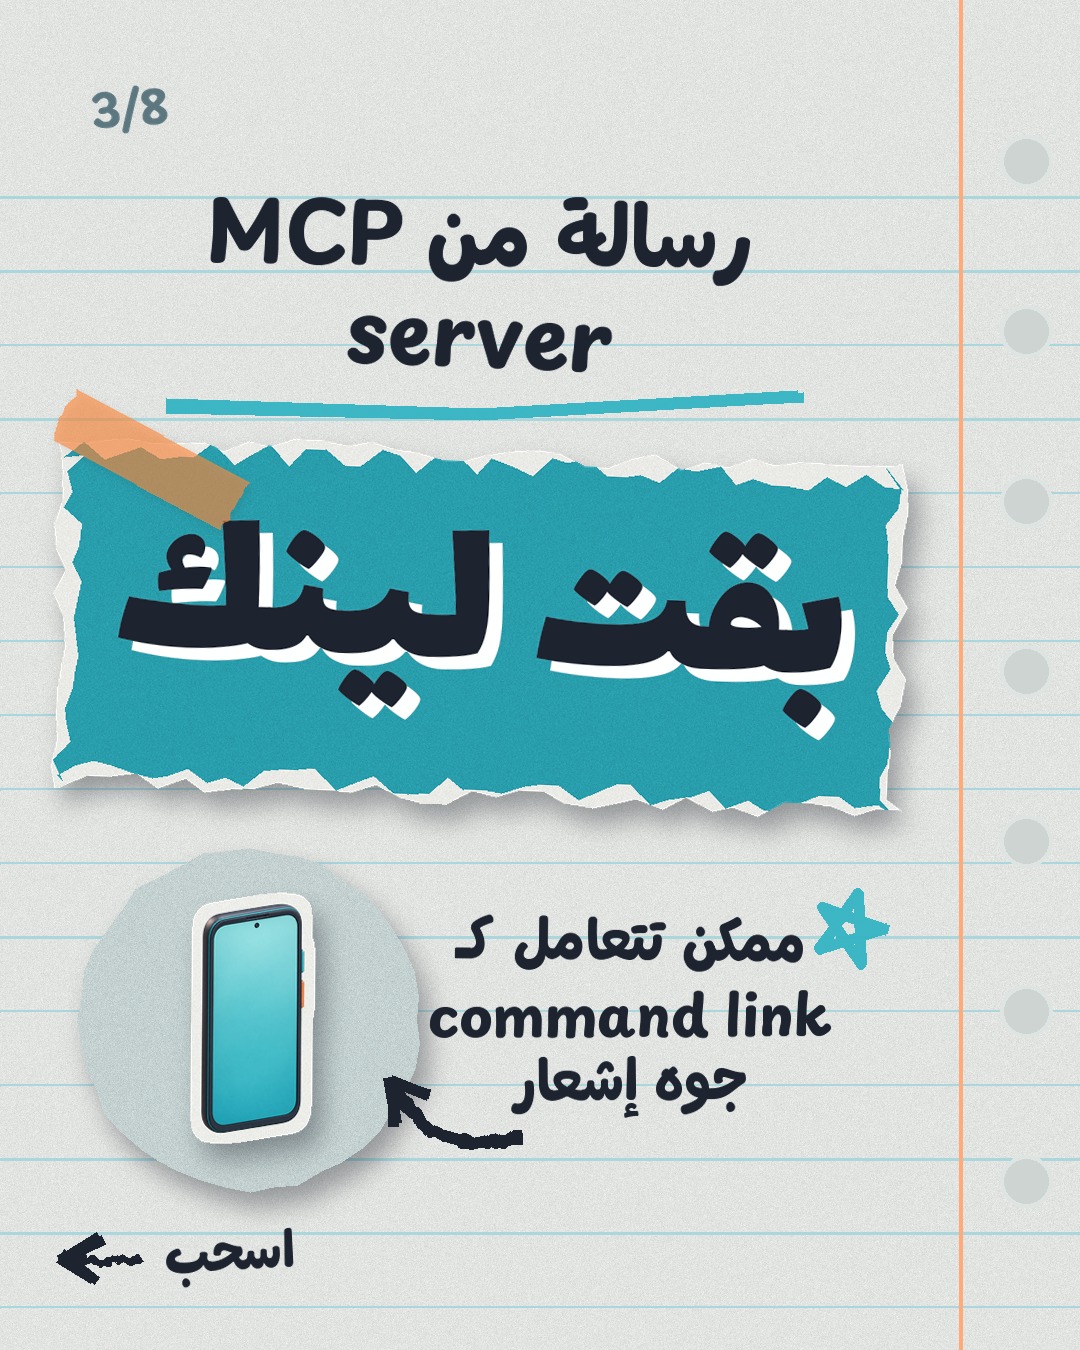 3/8
رسالة من MCP
server
بقت لينك
ممكن تتعامل كـ
command link
جوه إشعار
اسحب